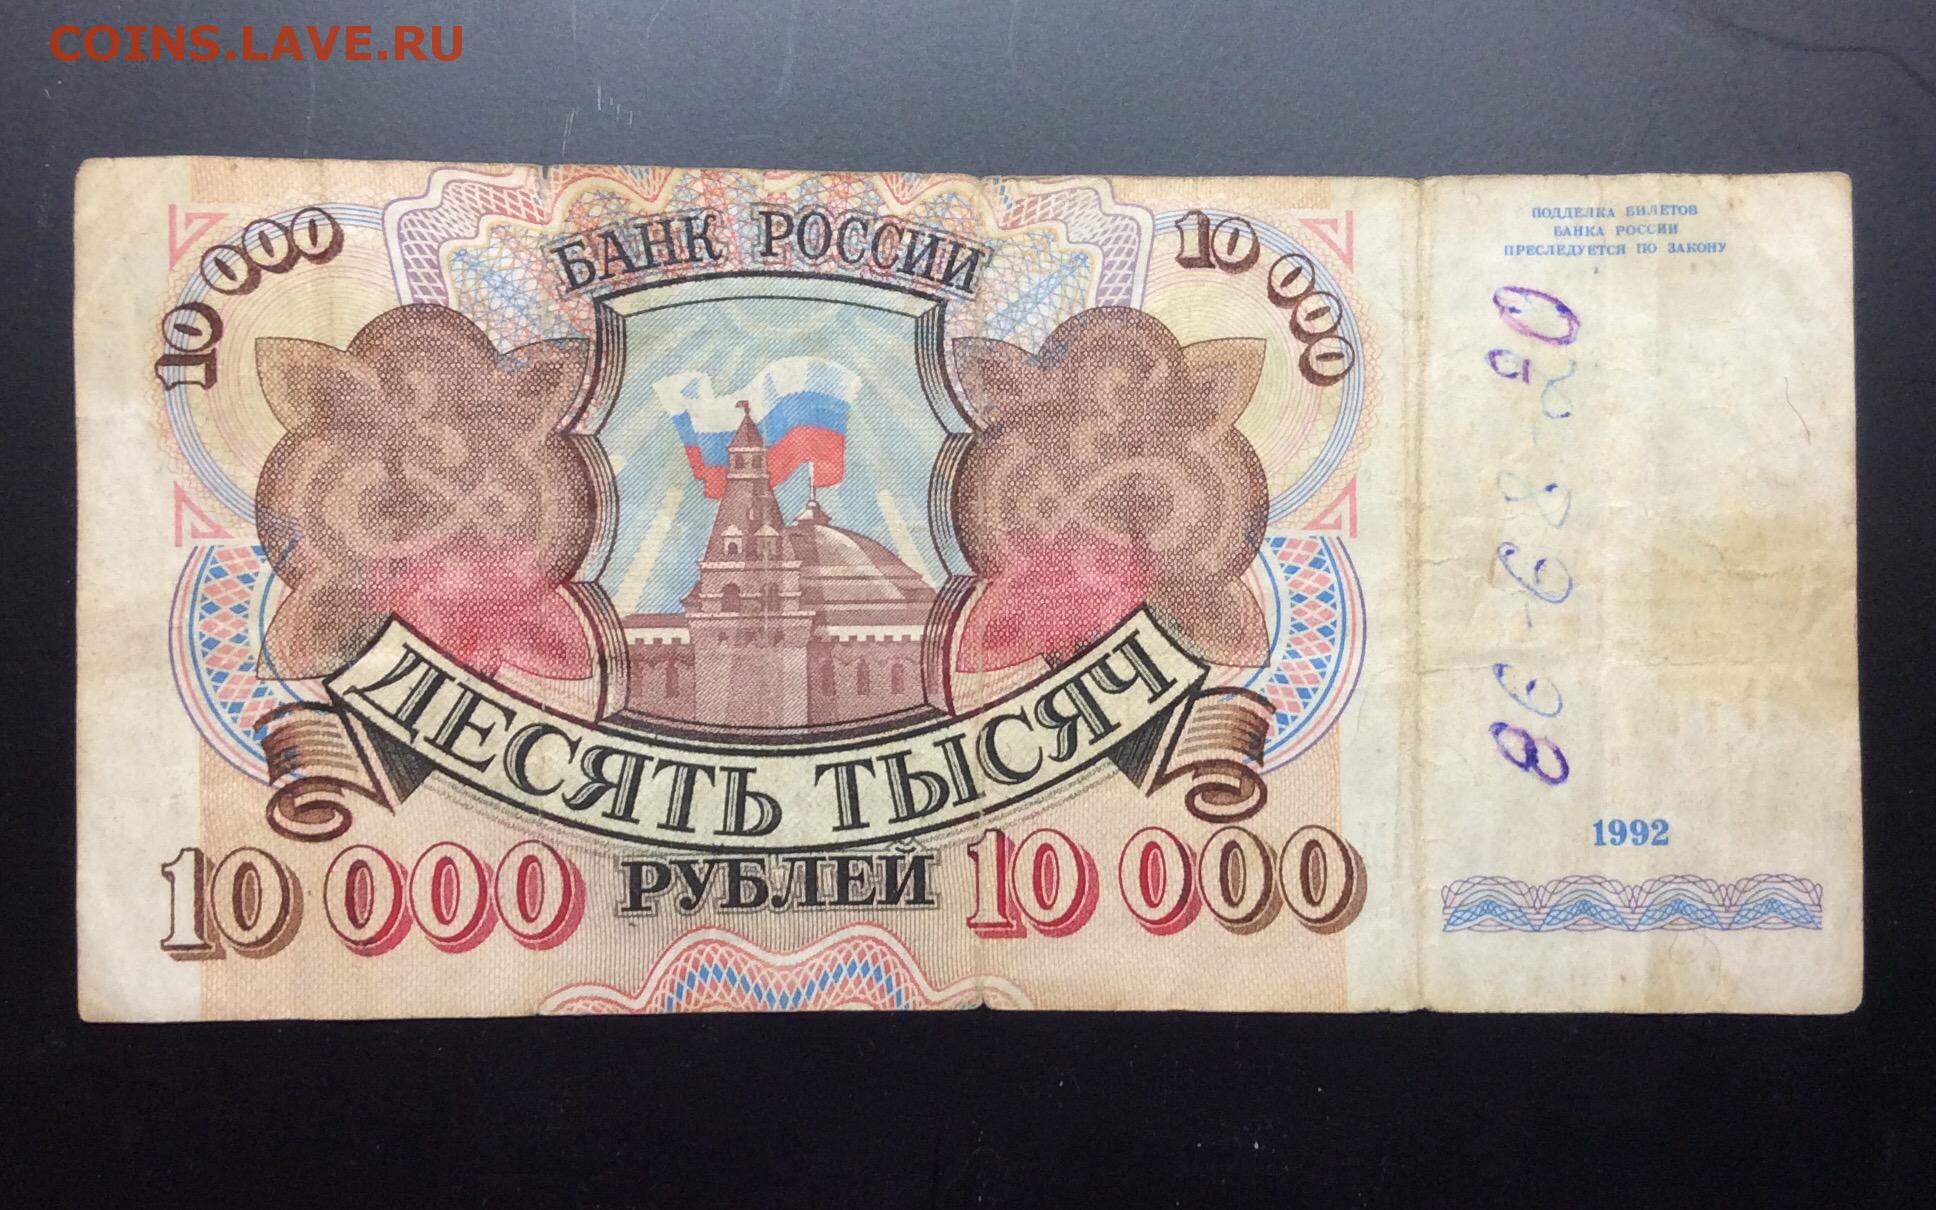 COINS.LAVE.RU
10 000
БАНК РОССИИ
10 000
ДЕСЯТЬ ТЫСЯЧ
10 000
РУБЛЕЙ
10 000
ПОДДЕЛКА БИЛЕТОВ
БАНКА РОССИИ
ПРЕСЛЕДУЕТСЯ ПО ЗАКОНУ
1992